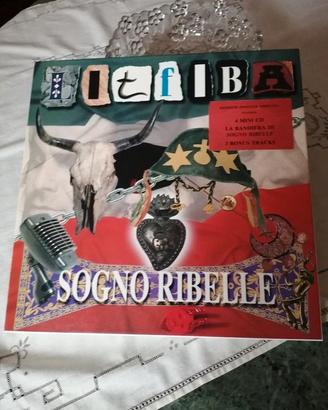 LITFIBA
4 MINI CD
LA BANDIERA DI
SOGNO RIBELLE
2 BONUS TRACKS
SOGNO RIBELLE